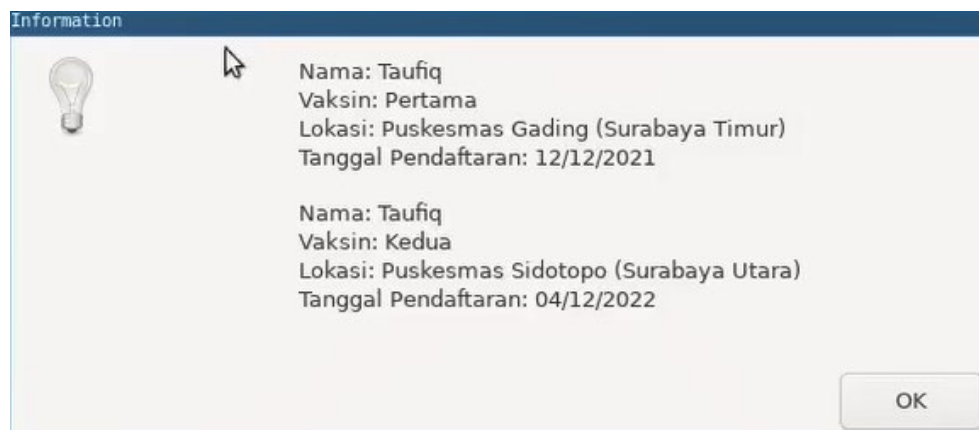 Information
Nama: Taufiq
Vaksin: Pertama
Lokasi: Puskesmas Gading (Surabaya Timur)
Tanggal Pendaftaran: 12/12/2021
Nama: Taufiq
Vaksin: Kedua
Lokasi: Puskesmas Sidotopo (Surabaya Utara)
Tanggal Pendaftaran: 04/12/2022
OK